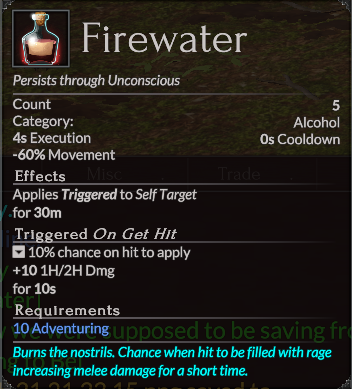 Firewater
Persists through Unconscious
Count 5
Category: Alcohol
4s Execution 0s Cooldown
-60% Movement
Misc Trade
Effects
Applies Triggered to Self Target
for 30m
Triggered On Get Hit
10% chance on hit to apply
+10 1H/2H Dmg
for 10s
Requirements
10 Adventuring
Burns the nostrils. Chance when hit to be filled with rage
increasing melee damage for a short time.